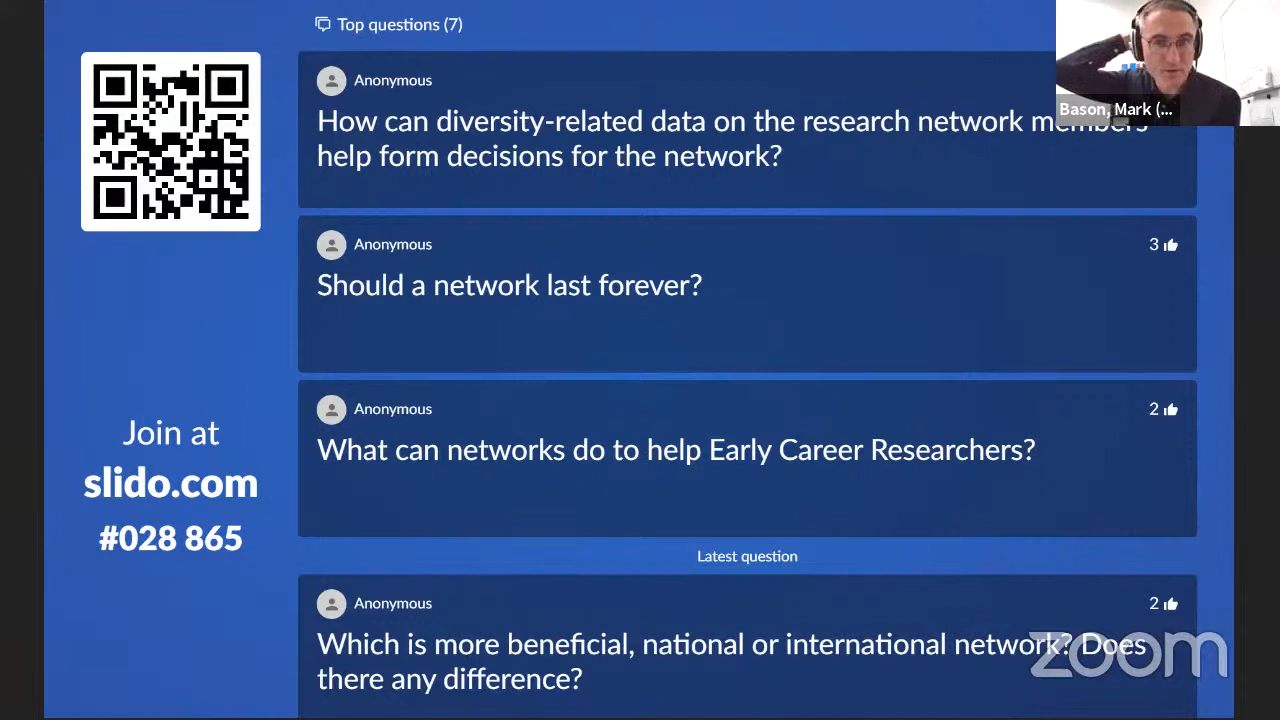 Top questions (7)
Anonymous
How can diversity-related data on the research network members
help form decisions for the network?
Bason, Mark (...
Anonymous
3
Should a network last forever?
Anonymous
2
What can networks do to help Early Career Researchers?
Join at
slido.com
#028 865
Latest question
Anonymous
2
Which is more beneficial, national or international network? Does
there any difference?
zoom